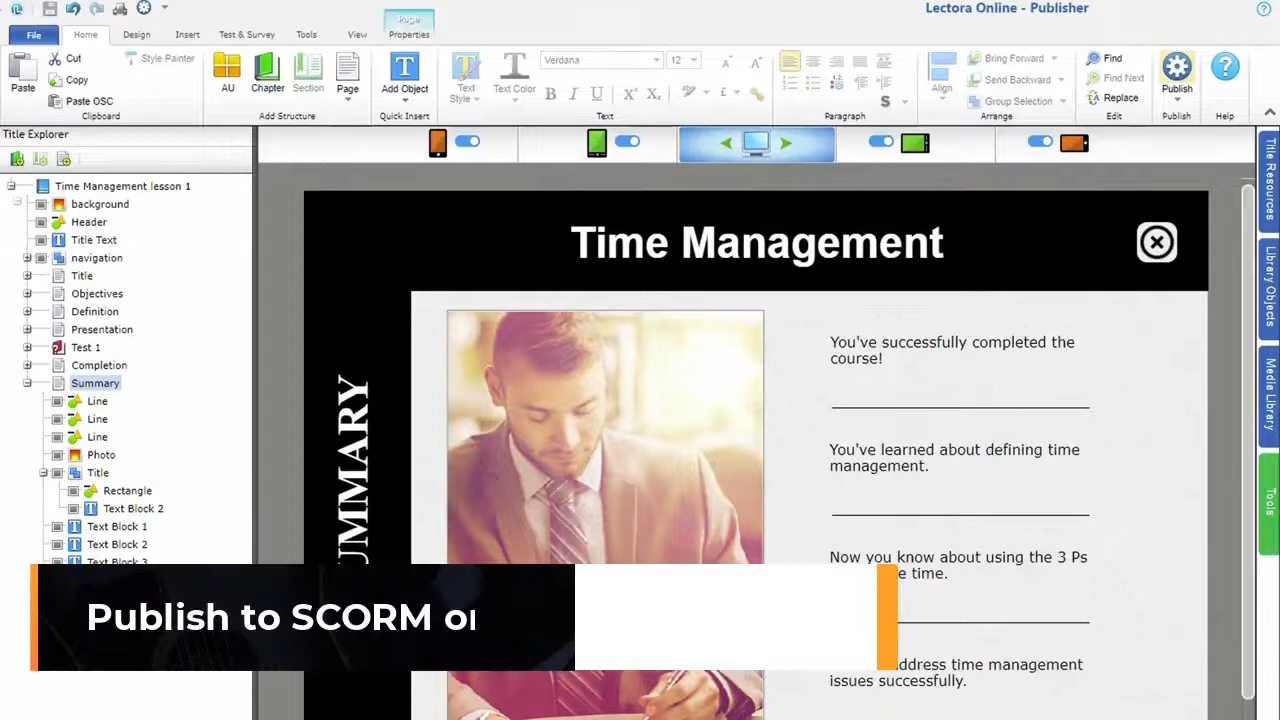 Lectora Online - Publisher
File
Home
Design
Insert
Test & Survey
Tools
View
Page
Properties
Paste
Cut
Copy
Paste OSC
Style Painter
Clipboard
AU
Chapter
Section
Page
Add Structure
Add Object
Quick Insert
Text
Style
Text Color
Verdana
12
B I U
Text
Paragraph
Align
Bring Forward
Send Backward
Group Selection
Arrange
Find
Find Next
Replace
Edit
Publish
Publish
Help
Title Explorer
Time Management lesson 1
background
Header
Title Text
navigation
Title
Objectives
Definition
Presentation
Test 1
Completion
Summary
Line
Line
Line
Photo
Title
Rectangle
Text Block 2
Text Block 1
Text Block 2
Text Block 3
Time Management
You've successfully completed the
course!
You've learned about defining time
management.
Now you know about using the 3 Ps
time.
address time management
issues successfully.
Publish to SCORM or
Title Resources
Library Objects
Media Library
Tools